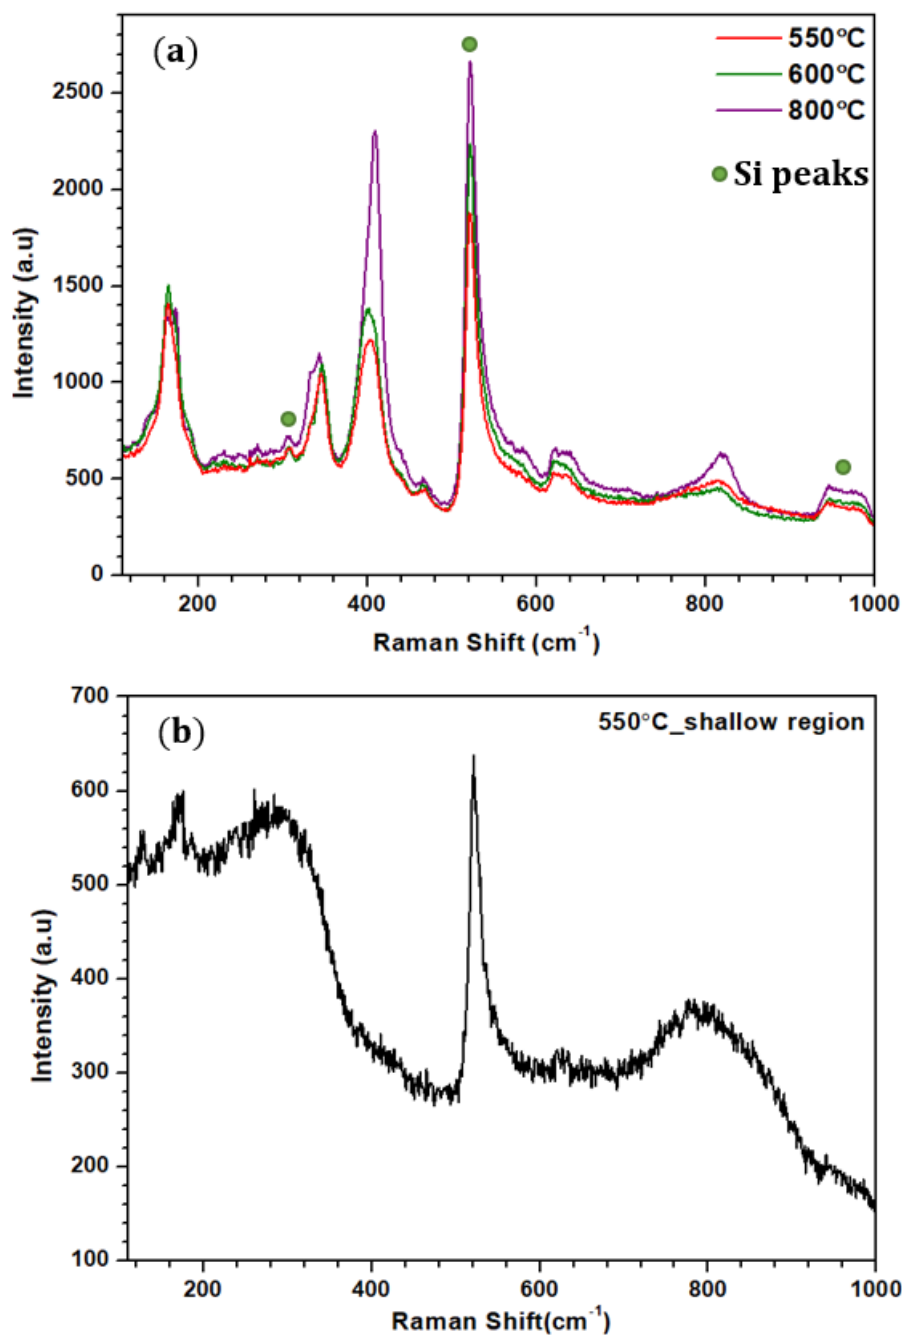 (a)
550°C
600°C
800°C
Si peaks
2500
2000
1500
1000
500
0
Intensity (a.u)
200 400 600 800 1000
Raman Shift (cm-1)
(b)
550°C_shallow region
700
600
500
400
300
200
100
Intensity (a.u)
200 400 600 800 1000
Raman Shift(cm-1)